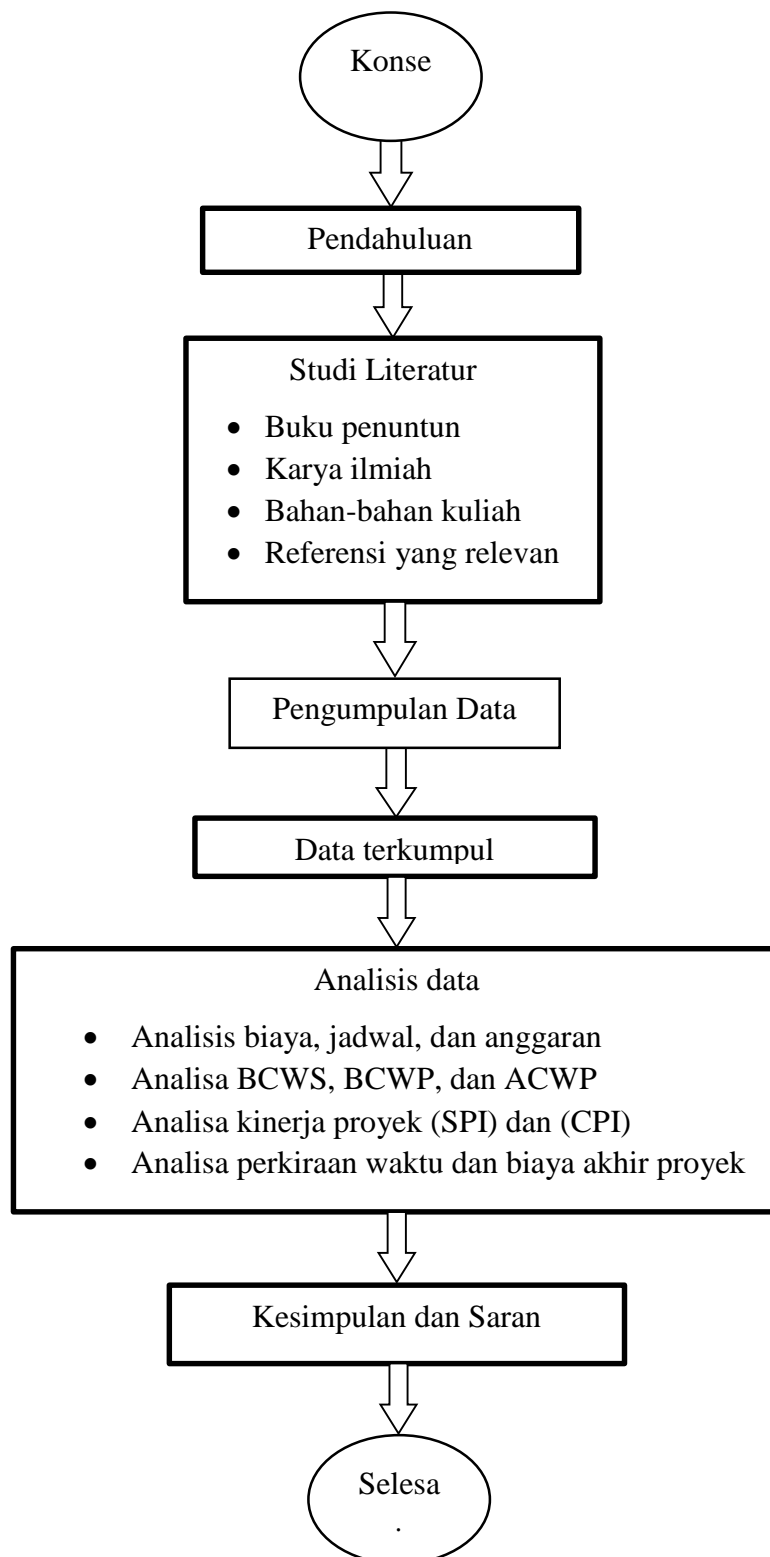 Konse
Pendahuluan
Studi Literatur
• Buku penuntun
• Karya ilmiah
• Bahan-bahan kuliah
• Referensi yang relevan
Pengumpulan Data
Data terkumpul
Analisis data
• Analisis biaya, jadwal, dan anggaran
• Analisa BCWS, BCWP, dan ACWP
• Analisa kinerja proyek (SPI) dan (CPI)
• Analisa perkiraan waktu dan biaya akhir proyek
Kesimpulan dan Saran
Selesa